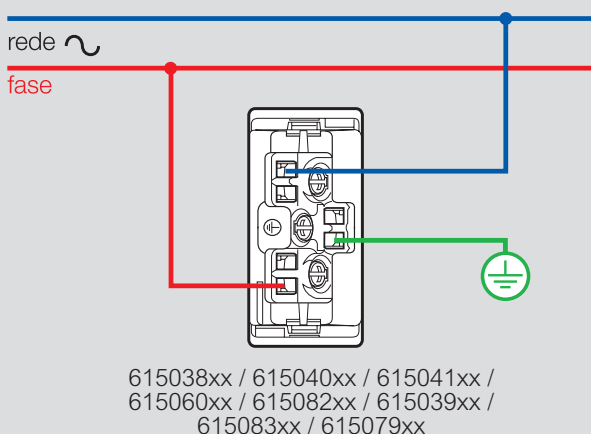 rede
fase
615038xx / 615040xx / 615041xx /
615060xx / 615082xx / 615039xx /
615083xx / 615079xx